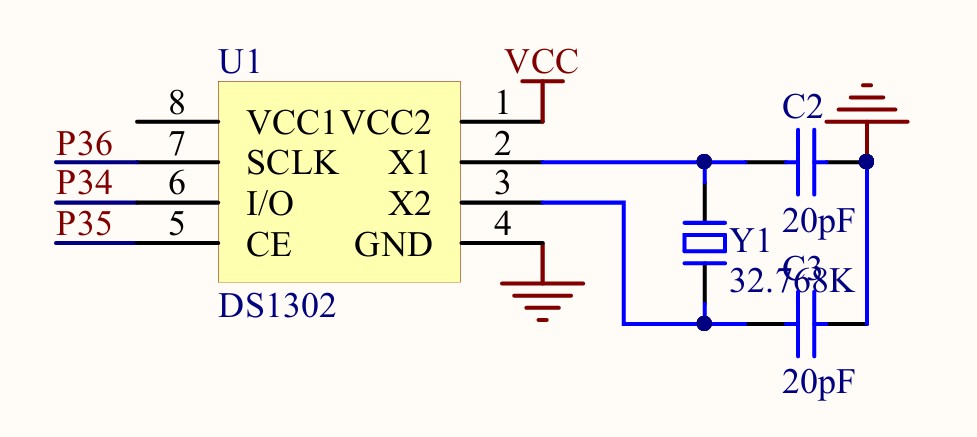 U1
VCC
8
VCC1
VCC2
1
C2
P36
7
SCLK
X1
2
P34
6
I/O
X2
3
P35
5
CE
GND
4
20pF
Y1
C3
32.768K
DS1302
20pF